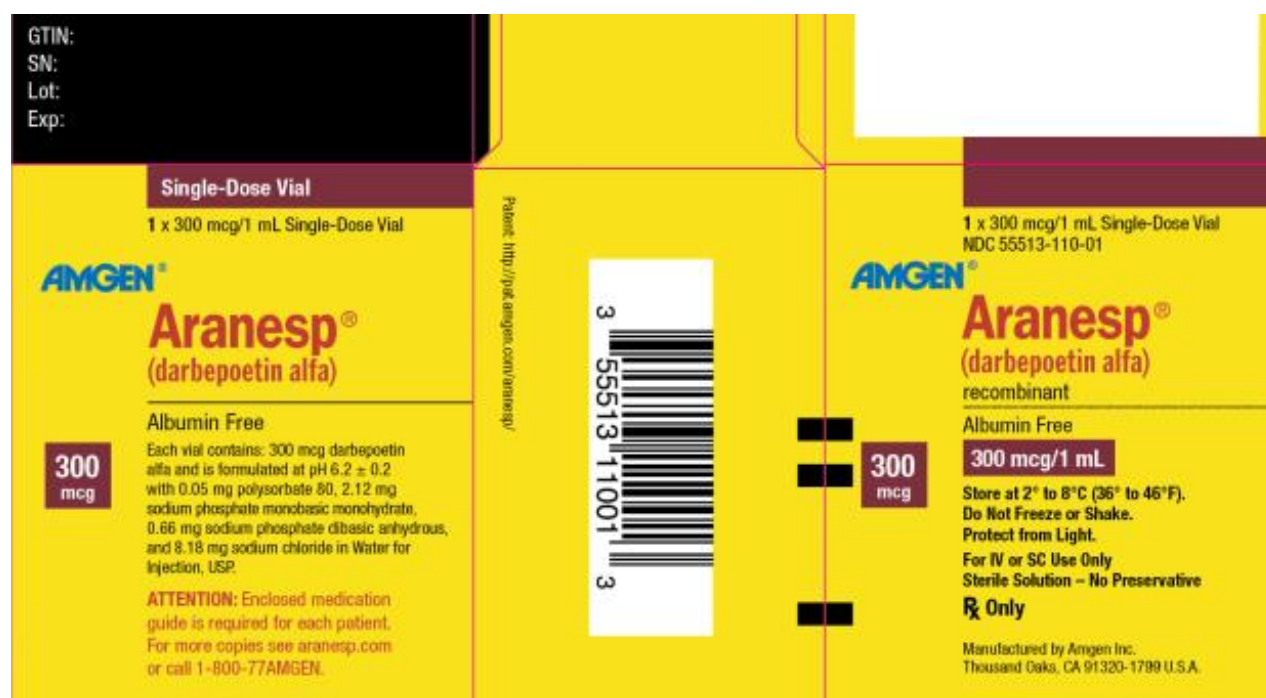 GTIN:
SN:
Lot:
Exp:
Single-Dose Vial
1 x 300 mcg/1 mL Single-Dose Vial
AMGEN®
Aranesp®
(darbepoetin alfa)
Albumin Free
300
mcg
Each vial contains: 300 mcg darbepoetin
alfa and is formulated at pH 6.2 ± 0.2
with 0.05 mg polysorbate 80, 2.12 mg
sodium phosphate monobasic monohydrate,
0.66 mg sodium phosphate dibasic anhydrous,
and 8.18 mg sodium chloride in Water for
Injection, USP.
ATTENTION: Enclosed medication
guide is required for each patient.
For more copies see aranesp.com
or call 1-800-77AMGEN.
Patent: http://pat.amgen.com/aranesp/
3 55513 11001 3
1 x 300 mcg/1 mL Single-Dose Vial
NDC 55513-110-01
AMGEN®
Aranesp®
(darbepoetin alfa)
recombinant
Albumin Free
300
mcg
300 mcg/1 mL
Store at 2° to 8°C (36° to 46°F).
Do Not Freeze or Shake.
Protect from Light.
For IV or SC Use Only
Sterile Solution – No Preservative
Rx Only
Manufactured by Amgen Inc.
Thousand Oaks, CA 91320-1799 U.S.A.